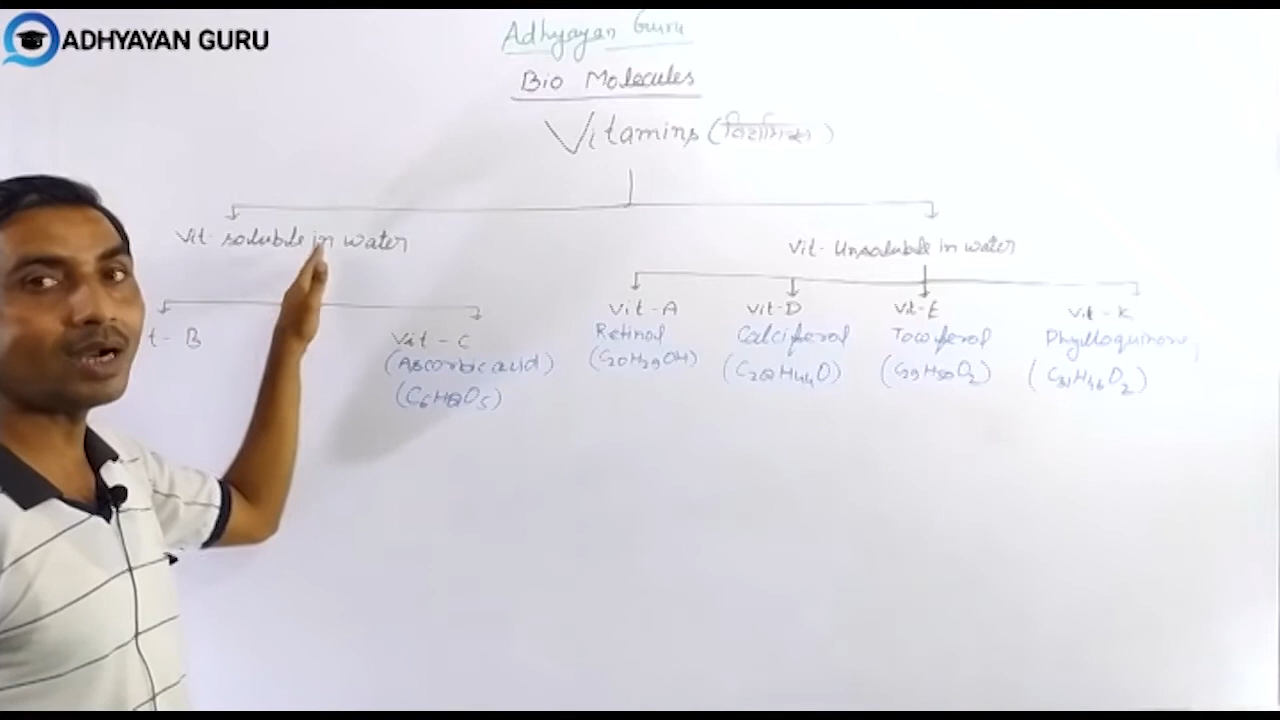 ADHYAYAN GURU
Adhyayan Guru
Bio Molecules
Vitamins (विटामिन्स)
Vit. soluble in water
Vit. Unsoluble in water
t - B
Vit - C
(Ascorbic acid)
(C6H8O5)
Vit - A
Retinol
(C20H29OH)
Vit - D
Calciferol
(C28H44O)
Vit - E
Tocoferol
(C29H50O2)
Vit - K
Phylloquinone,
(C31H46O2)